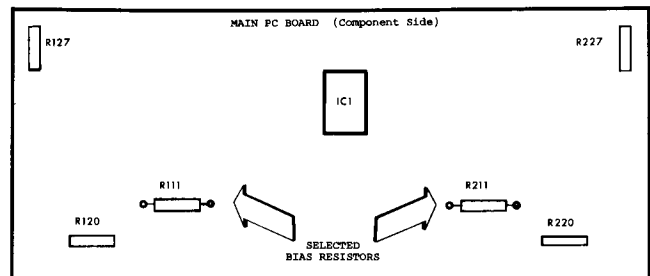 MAIN PC BOARD (Component Side)
R127
R227
IC1
R111
R211
R120
R220
SELECTED
BIAS RESISTORS